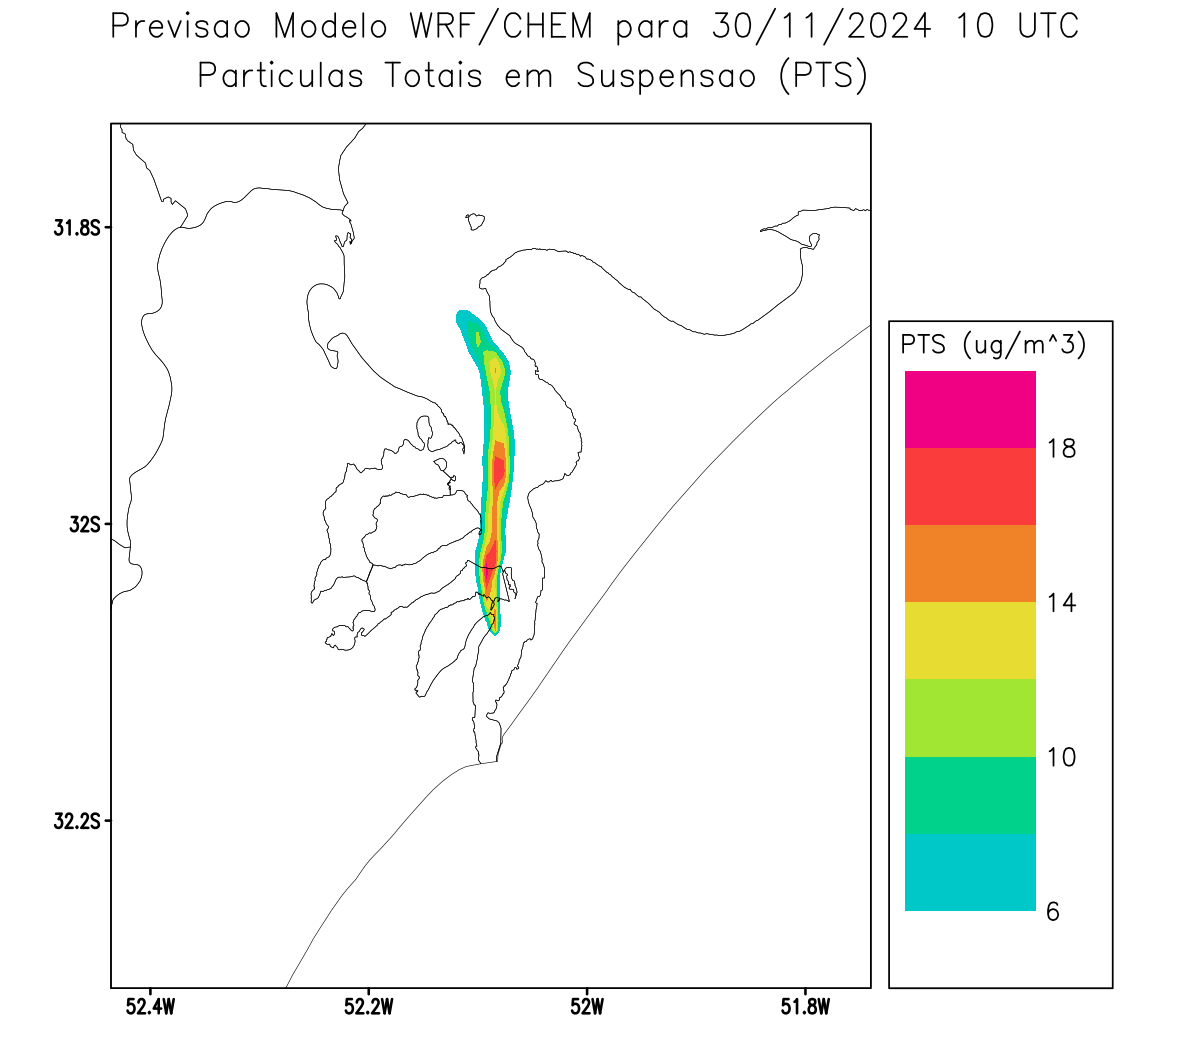 Previsao Modelo WRF/CHEM para 30/11/2024 10 UTC
Particulas Totais em Suspensao (PTS)
31.8S
32S
32.2S
52.4W
52.2W
52W
51.8W
PTS (ug/m^3)
18
14
10
6